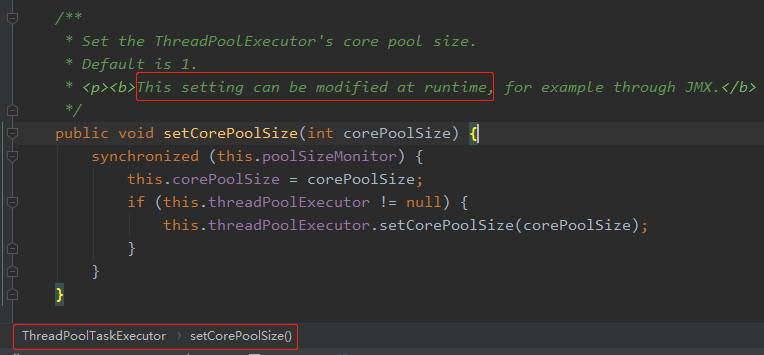 /**
* Set the ThreadPoolExecutor's core pool size.
* Default is 1.
* <p><b>This setting can be modified at runtime, for example through JMX.</b>
*/
public void setCorePoolSize(int corePoolSize) {
synchronized (this.poolSizeMonitor) {
this.corePoolSize = corePoolSize;
if (this.threadPoolExecutor != null) {
this.threadPoolExecutor.setCorePoolSize(corePoolSize);
}
}
}
ThreadPoolTaskExecutor › setCorePoolSize()